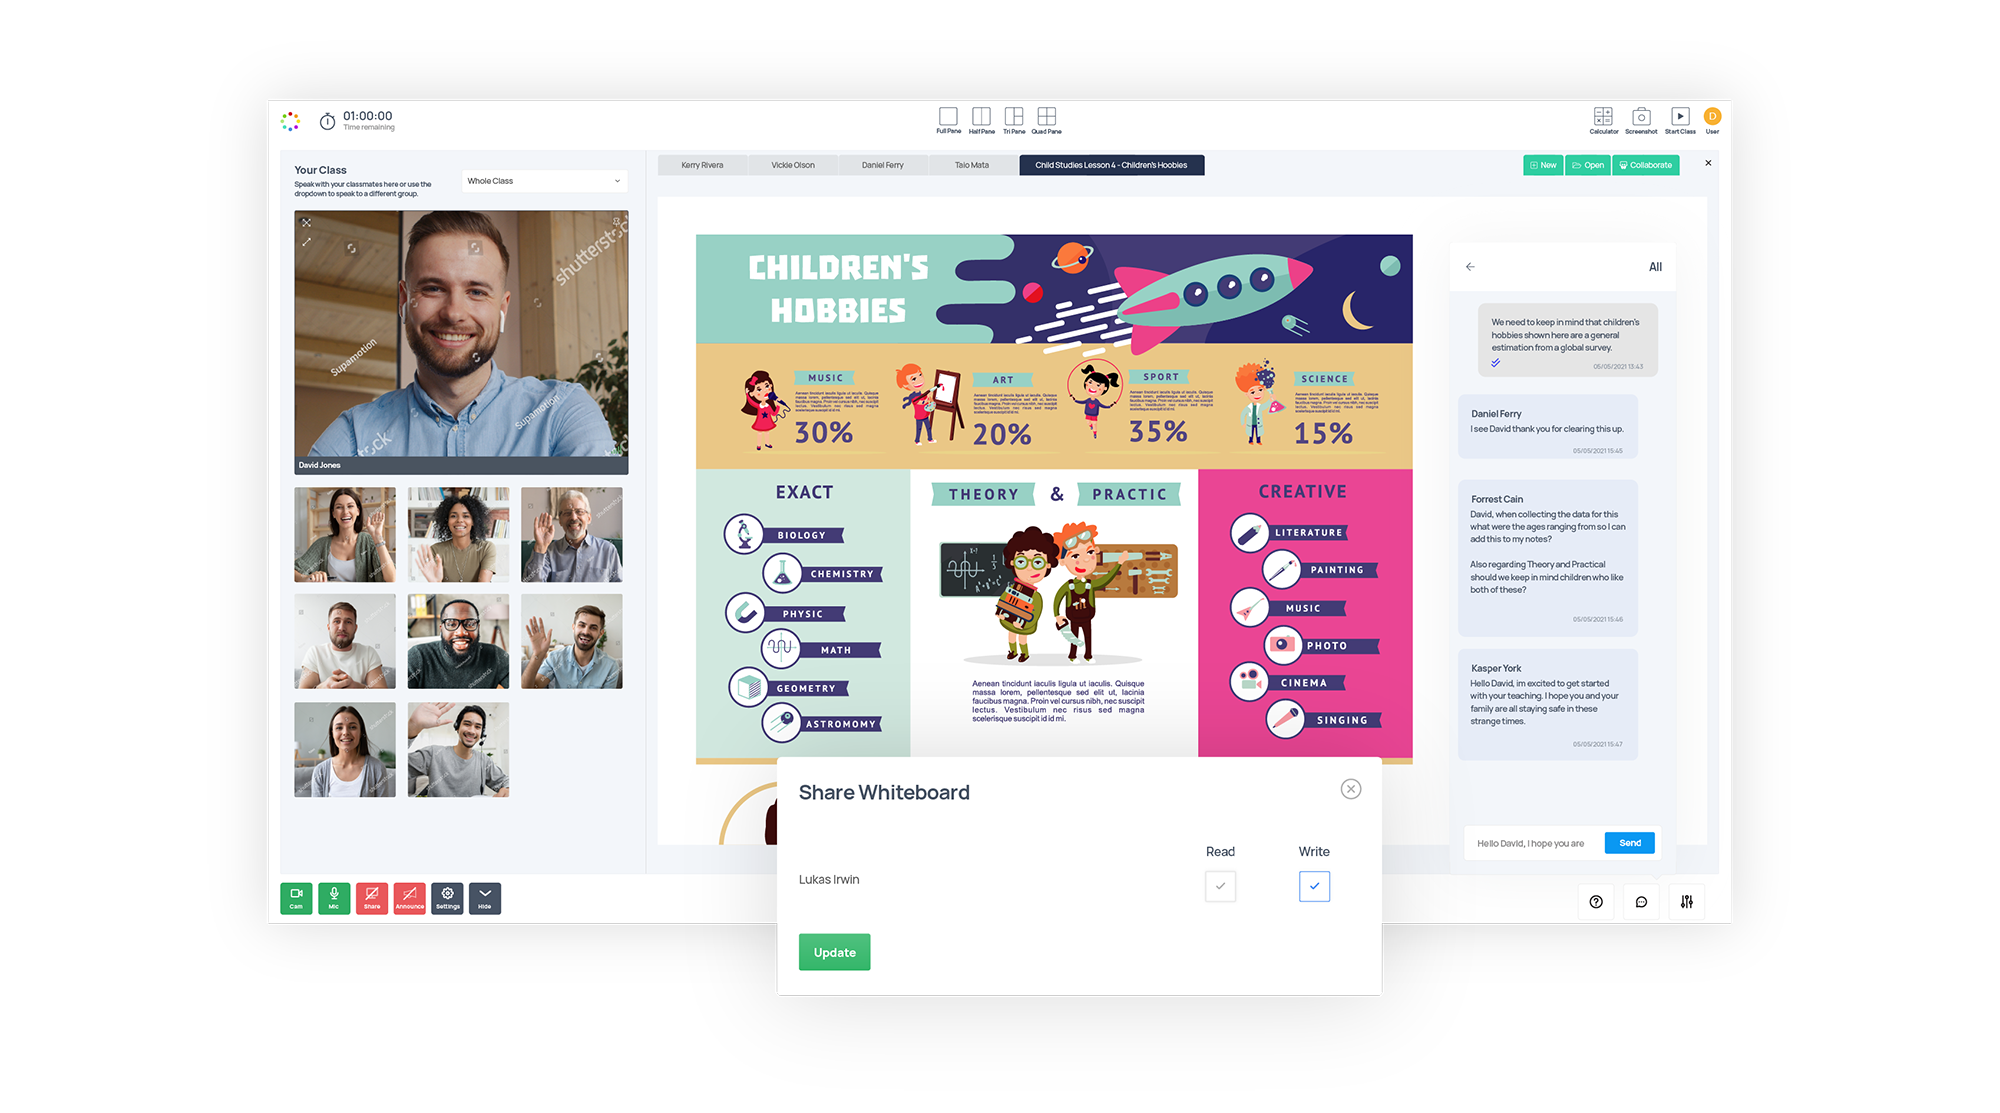 01:00:00
Time remaining
Full Pane
Half Pane
Tri Pane
Quad Pane
Calculator
Screenshot
Start Class
D
User
Your Class
Speak with your classmates here or use the
dropdown to speak to a different group.
Whole Class
shutterstock
Supamotion
Supamotion
David Jones
Kerry Rivera
Vickie Olson
Daniel Ferry
Taio Mata
Child Studies Lesson 4 - Children's Hoobies
New
Open
Collaborate
CHILDREN'S
HOBBIES
MUSIC
30%
ART
20%
SPORT
35%
SCIENCE
15%
EXACT
BIOLOGY
CHEMISTRY
PHYSIC
MATH
GEOMETRY
ASTROMOMY
THEORY & PRACTIC
Aenean tincidunt iaculis ligula ut iaculis. Quisque
massa lorem, pellentesque sed elit ut, lacinia
faucibus magna. Proin vel cursus nibh, nec suscipit
lectus. Vestibulum nec risus sed magna
scelerisque suscipit id id mi.
CREATIVE
LITERATURE
PAINTING
MUSIC
PHOTO
CINEMA
SINGING
All
We need to keep in mind that children's
hobbies shown here are a general
estimation from a global survey.
05/05/2021 13:43
Daniel Ferry
I see David thank you for clearing this up.
05/05/2021 15:45
Forrest Cain
David, when collecting the data for this
what were the ages ranging from so I can
add this to my notes?
Also regarding Theory and Practical
should we keep in mind children who like
both of these?
05/05/2021 15:46
Kasper York
Hello David, im excited to get started
with your teaching. I hope you and your
family are all staying safe in these
strange times.
05/05/2021 15:47
Hello David, I hope you are
Send
Share Whiteboard
Read
Write
Lukas Irwin
Update
Cam
Mic
Share
Announce
Settings
Hide